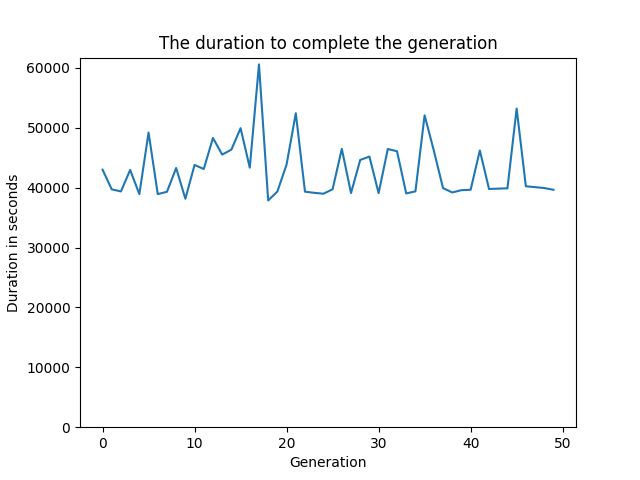 The duration to complete the generation
60000
50000
40000
30000
20000
10000
0
Duration in seconds
0 10 20 30 40 50
Generation